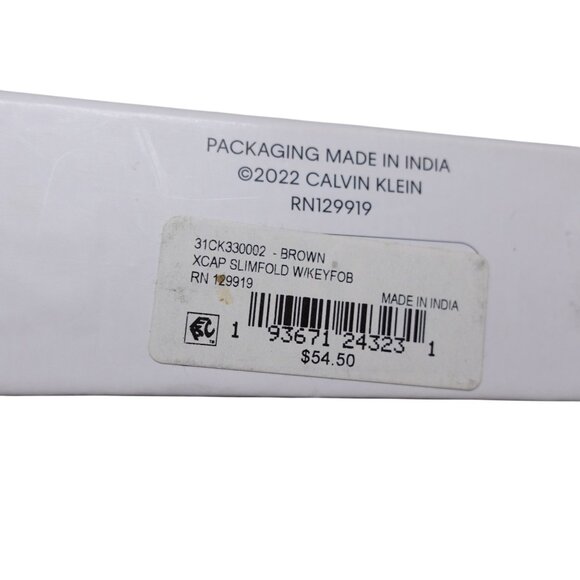 PACKAGING MADE IN INDIA
©2022 CALVIN KLEIN
RN129919
31CK330002 - BROWN
XCAP SLIMFOLD W/KEYFOB
RN 129919
MADE IN INDIA
1 93671 24323 1
$54.50